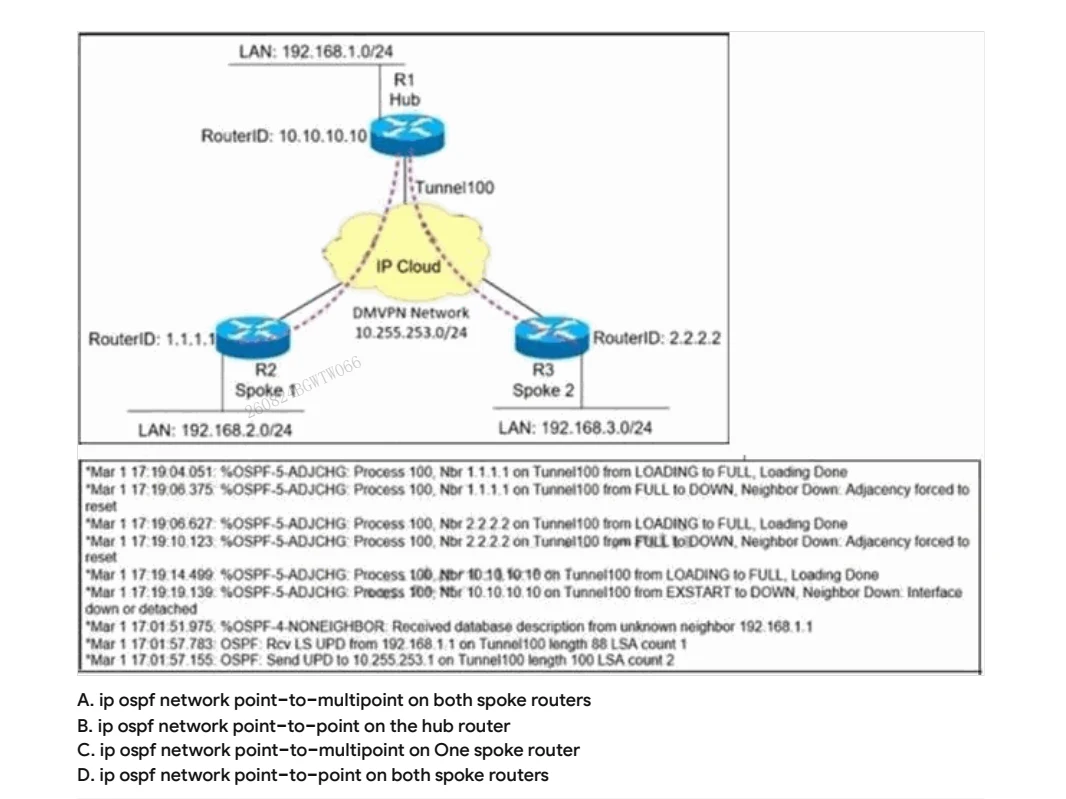 LAN: 192.168.1.0/24
R1
Hub
RouterID: 10.10.10.10
Tunnel100
IP Cloud
DMVPN Network
10.255.253.0/24
RouterID: 1.1.1.1
RouterID: 2.2.2.2
R2
Spoke 1
R3
Spoke 2
LAN: 192.168.2.0/24
LAN: 192.168.3.0/24
*Mar 1 17:19:04.051: %OSPF-5-ADJCHG: Process 100, Nbr 1.1.1.1 on Tunnel100 from LOADING to FULL, Loading Done
*Mar 1 17:19:06.375: %OSPF-5-ADJCHG: Process 100, Nbr 1.1.1.1 on Tunnel100 from FULL to DOWN, Neighbor Down: Adjacency forced to
reset
*Mar 1 17:19:06.627: %OSPF-5-ADJCHG: Process 100, Nbr 2.2.2.2 on Tunnel100 from LOADING to FULL, Loading Done
*Mar 1 17:19:10.123: %OSPF-5-ADJCHG: Process 100, Nbr 2.2.2.2 on Tunnel100 from FULL to DOWN, Neighbor Down: Adjacency forced to
reset
*Mar 1 17:19:14.499: %OSPF-5-ADJCHG: Process 100, Nbr 10.10.10.10 on Tunnel100 from LOADING to FULL, Loading Done
*Mar 1 17:19:19.139: %OSPF-5-ADJCHG: Process 100, Nbr 10.10.10.10 on Tunnel100 from EXSTART to DOWN, Neighbor Down: Interface
down or detached
*Mar 1 17:01:51.975: %OSPF-4-NONEIGHBOR: Received database description from unknown neighbor 192.168.1.1
*Mar 1 17:01:57.783: OSPF: Rcv LS UPD from 192.168.1.1 on Tunnel100 length 88 LSA count 1
*Mar 1 17:01:57.155: OSPF: Send UPD to 10.255.253.1 on Tunnel100 length 100 LSA count 2
A. ip ospf network point-to-multipoint on both spoke routers
B. ip ospf network point-to-point on the hub router
C. ip ospf network point-to-multipoint on One spoke router
D. ip ospf network point-to-point on both spoke routers